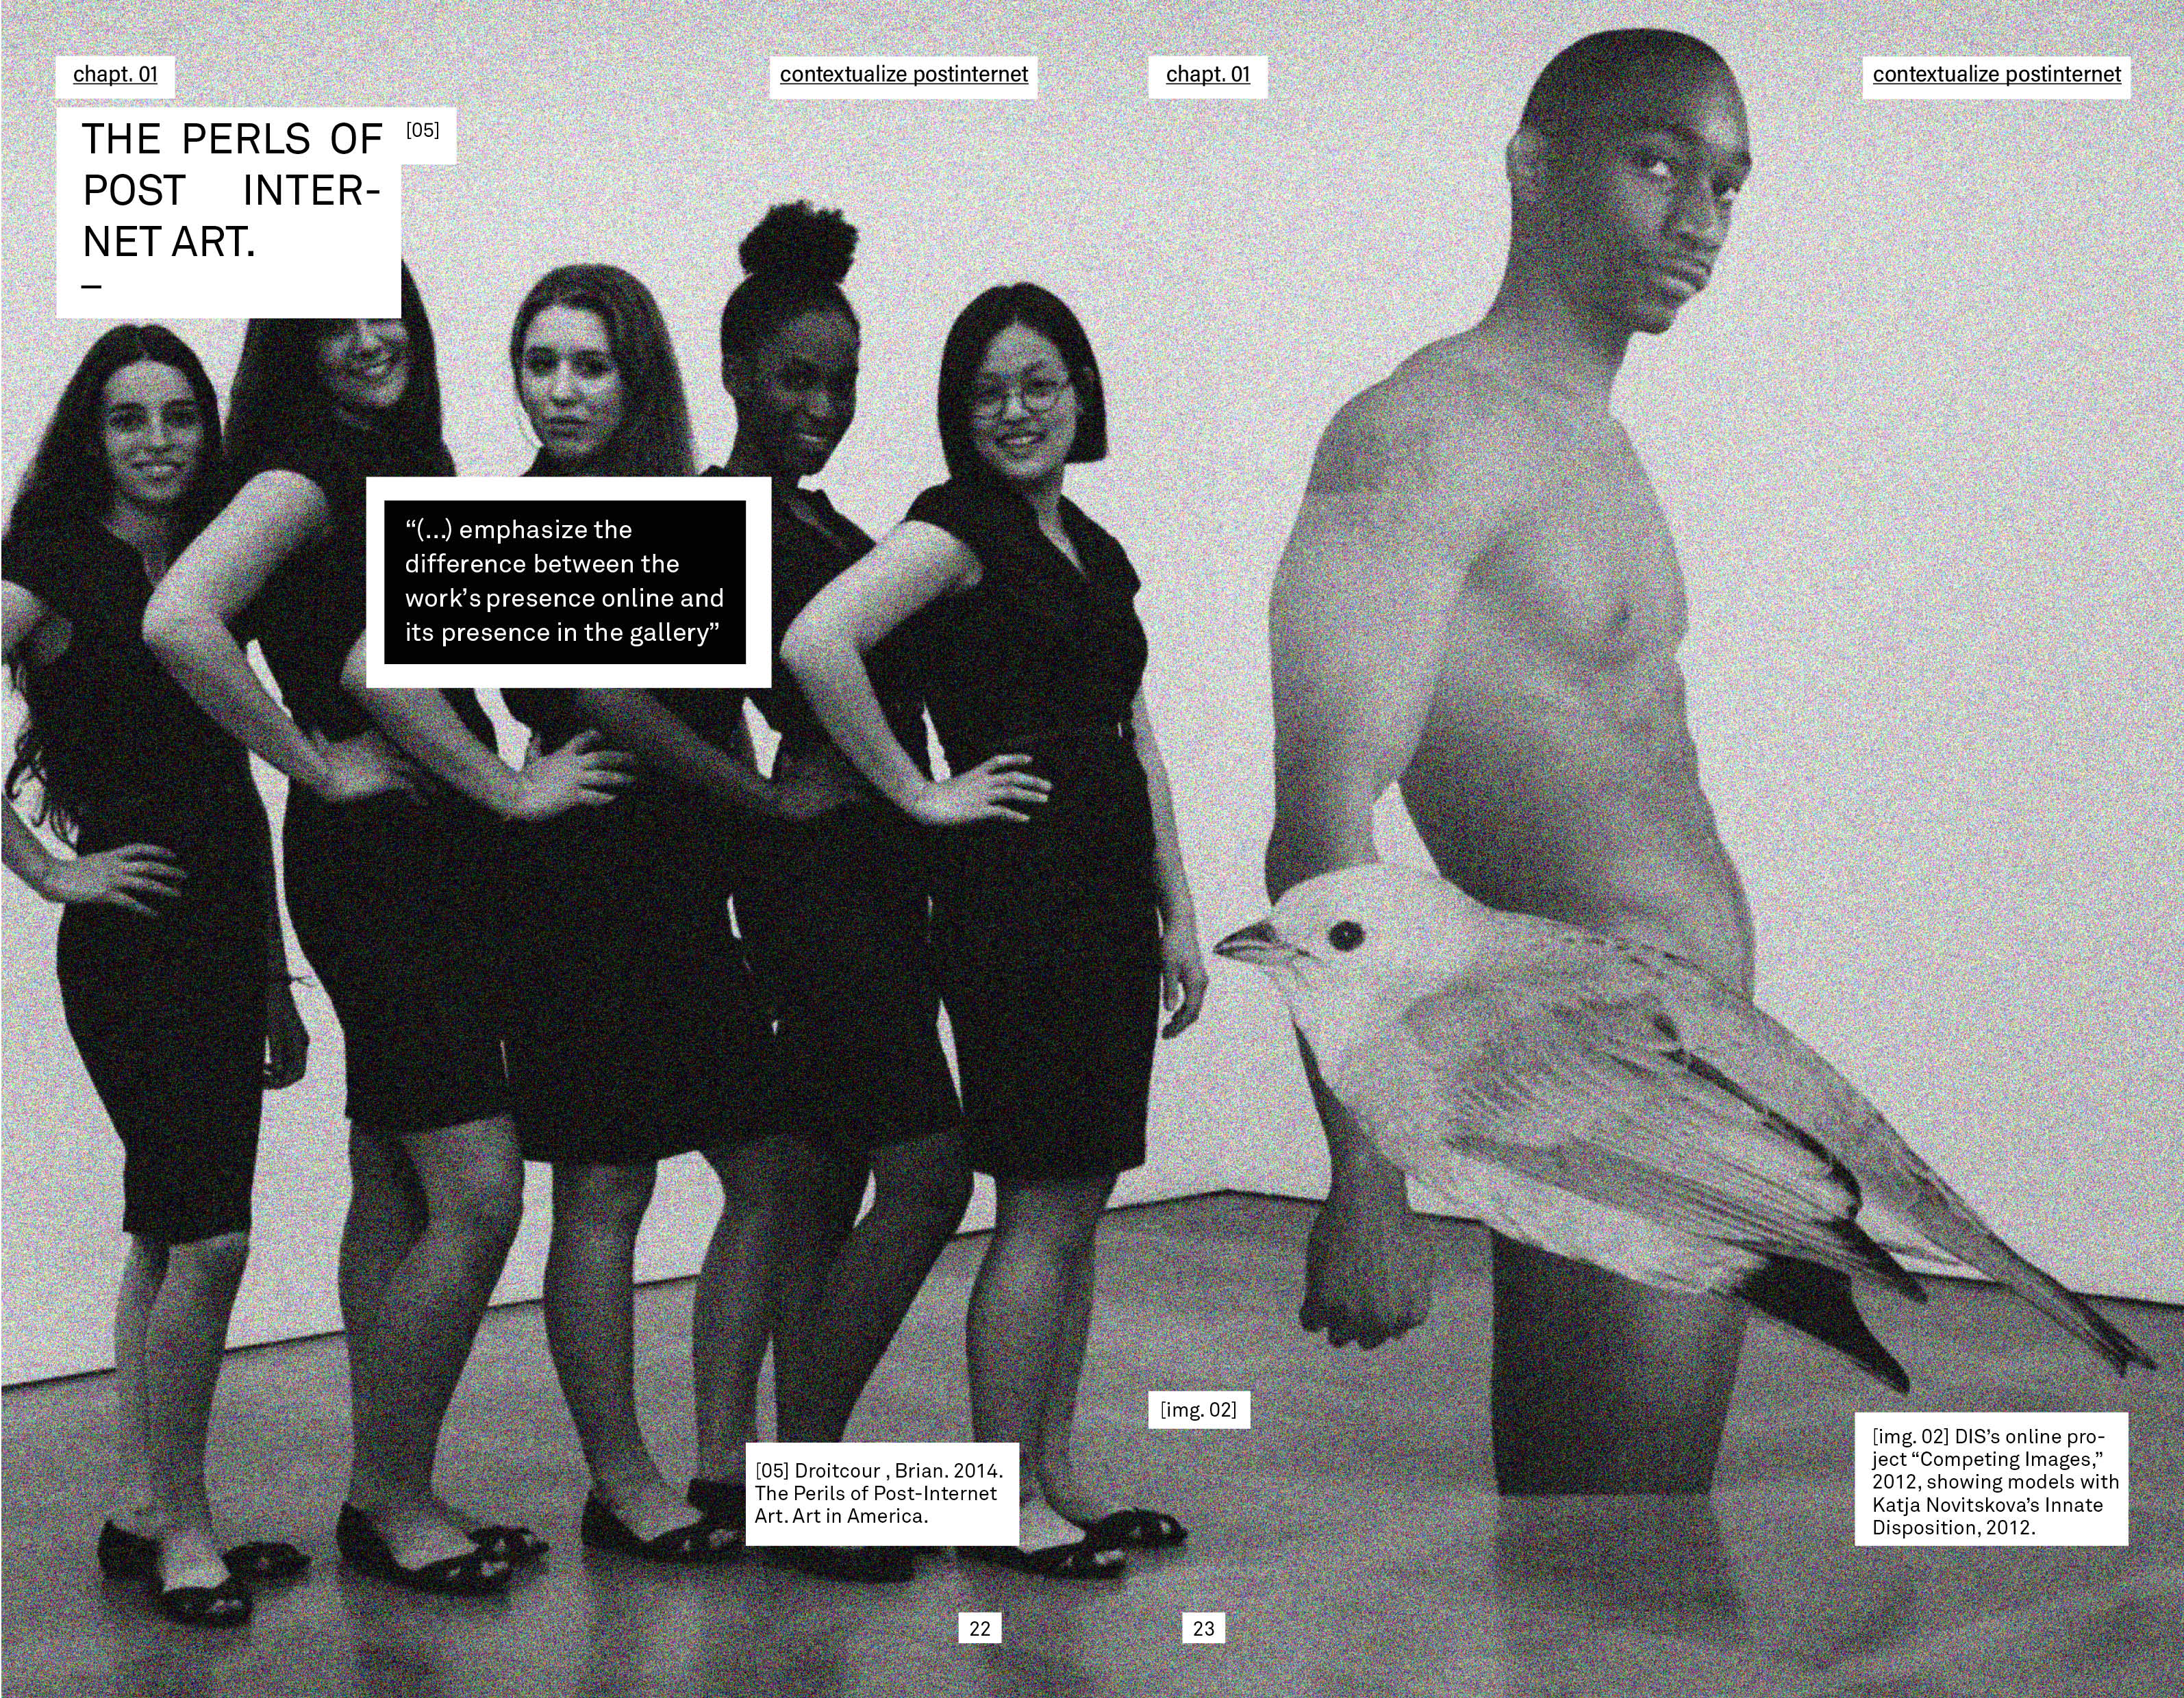 chapt. 01
contextualize postinternet
THE PERLS OF [05]
POST INTER-
NET ART.
–
“(...) emphasize the
difference between the
work’s presence online and
its presence in the gallery”
[05] Droitcour , Brian. 2014.
The Perils of Post-Internet
Art. Art in America.
22
chapt. 01
contextualize postinternet
[img. 02]
[img. 02] DIS’s online pro-
ject “Competing Images,”
2012, showing models with
Katja Novitskova’s Innate
Disposition, 2012.
23